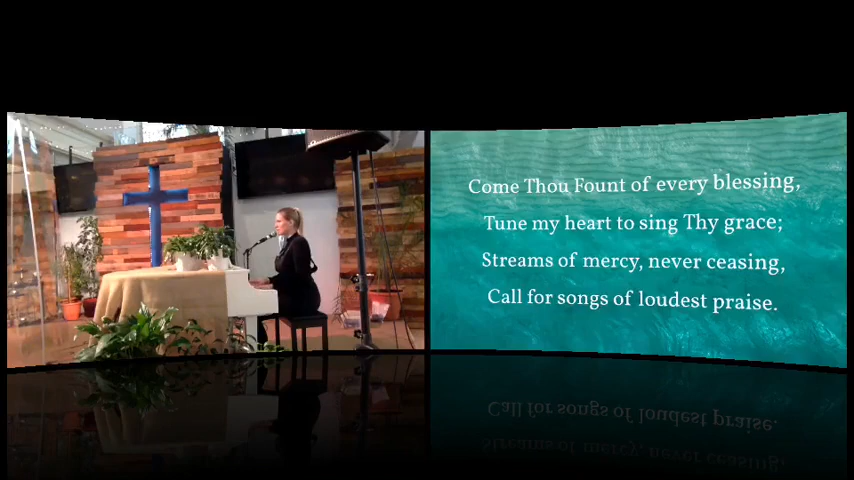 Come Thou Fount of every blessing,
Tune my heart to sing Thy grace;
Streams of mercy, never ceasing,
Call for songs of loudest praise.